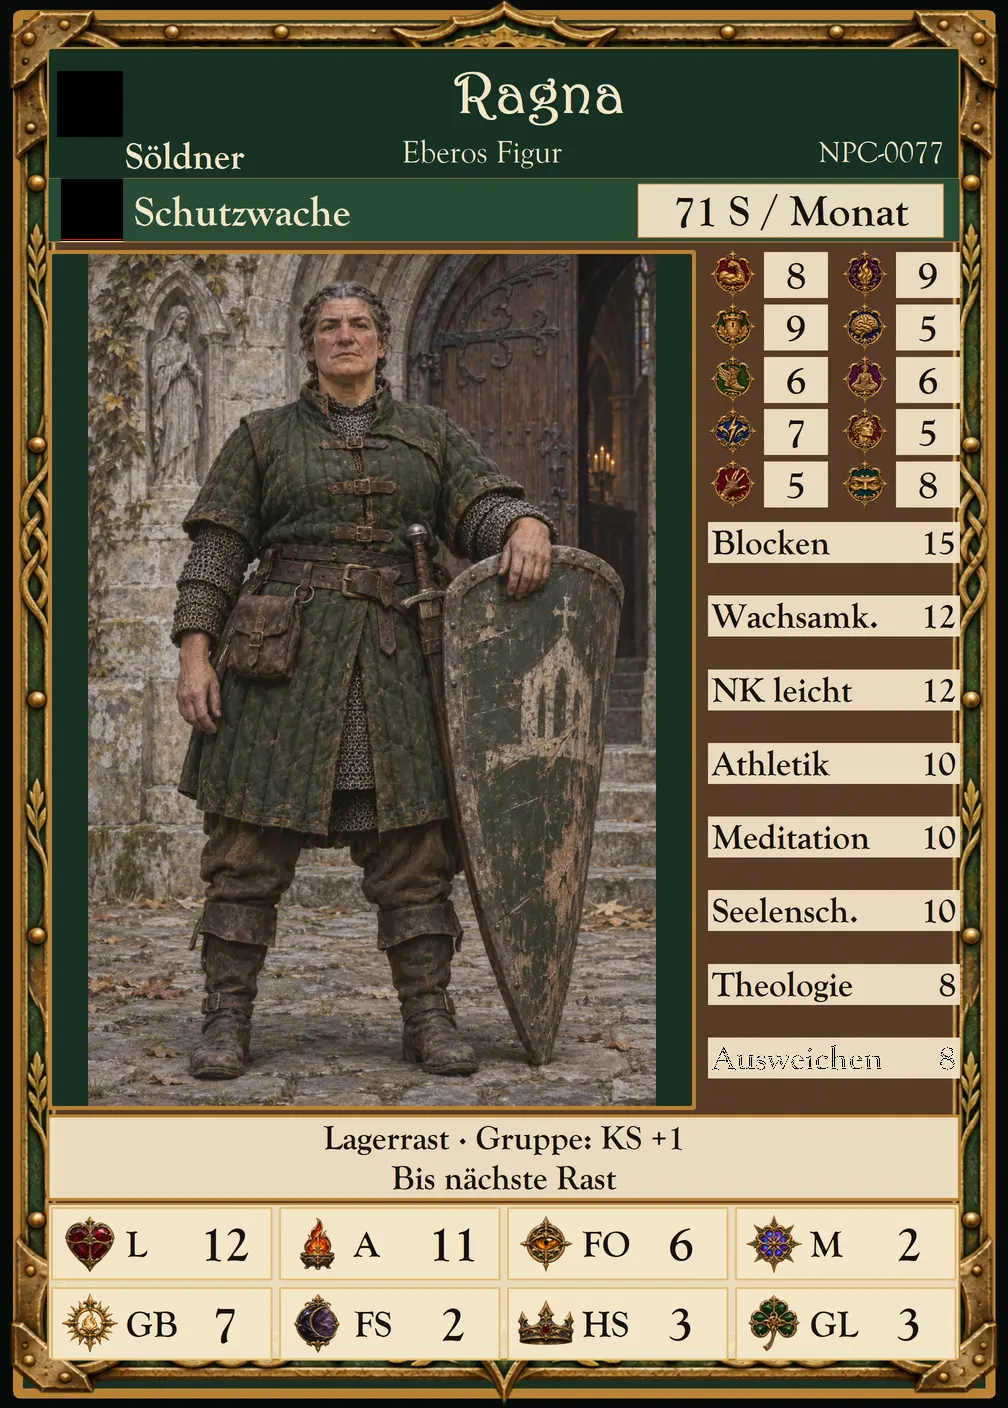 Ragna
Söldner
Eberos Figur
NPC-0077
Schutzwache
71 S / Monat
8 9
9 5
6 6
7 5
5 8
Blocken 15
Wachsamk. 12
NK leicht 12
Athletik 10
Meditation 10
Seelensch. 10
Theologie 8
Ausweichen 8
Lagerrast · Gruppe: KS +1
Bis nächste Rast
L 12 A 11 FO 6 M 2
GB 7 FS 2 HS 3 GL 3